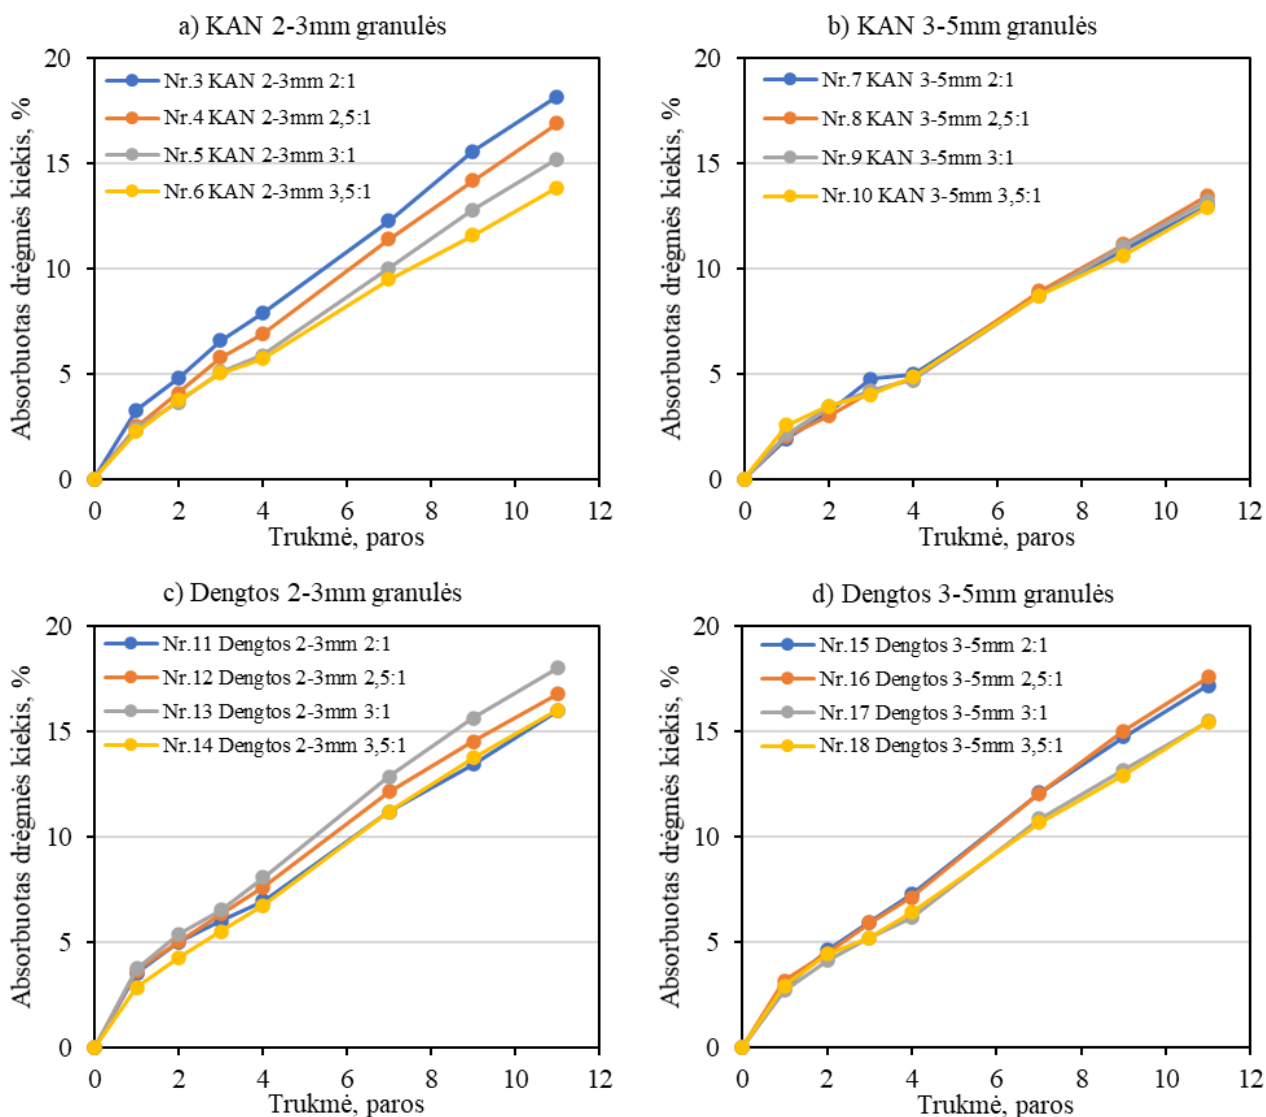 a) KAN 2-3mm granulės
Absorbuotas drėgmės kiekis, %
20
15
10
5
0
Nr.3 KAN 2-3mm 2:1
Nr.4 KAN 2-3mm 2,5:1
Nr.5 KAN 2-3mm 3:1
Nr.6 KAN 2-3mm 3,5:1
0 2 4 6 8 10 12
Trukmė, paros
b) KAN 3-5mm granulės
Absorbuotas drėgmės kiekis, %
20
15
10
5
0
Nr.7 KAN 3-5mm 2:1
Nr.8 KAN 3-5mm 2,5:1
Nr.9 KAN 3-5mm 3:1
Nr.10 KAN 3-5mm 3,5:1
0 2 4 6 8 10 12
Trukmė, paros
c) Dengtos 2-3mm granulės
Absorbuotas drėgmės kiekis, %
20
15
10
5
0
Nr.11 Dengtos 2-3mm 2:1
Nr.12 Dengtos 2-3mm 2,5:1
Nr.13 Dengtos 2-3mm 3:1
Nr.14 Dengtos 2-3mm 3,5:1
0 2 4 6 8 10 12
Trukmė, paros
d) Dengtos 3-5mm granulės
Absorbuotas drėgmės kiekis, %
20
15
10
5
0
Nr.15 Dengtos 3-5mm 2:1
Nr.16 Dengtos 3-5mm 2,5:1
Nr.17 Dengtos 3-5mm 3:1
Nr.18 Dengtos 3-5mm 3,5:1
0 2 4 6 8 10 12
Trukmė, paros